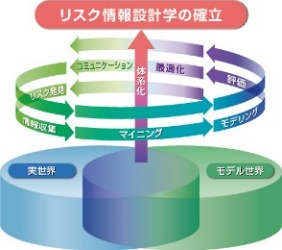 リスク情報設計学の確立
コミュニケーション
最適化
評価
リスク発見
体系化
情報収集
マイニング
モデリング
実世界
モデル世界